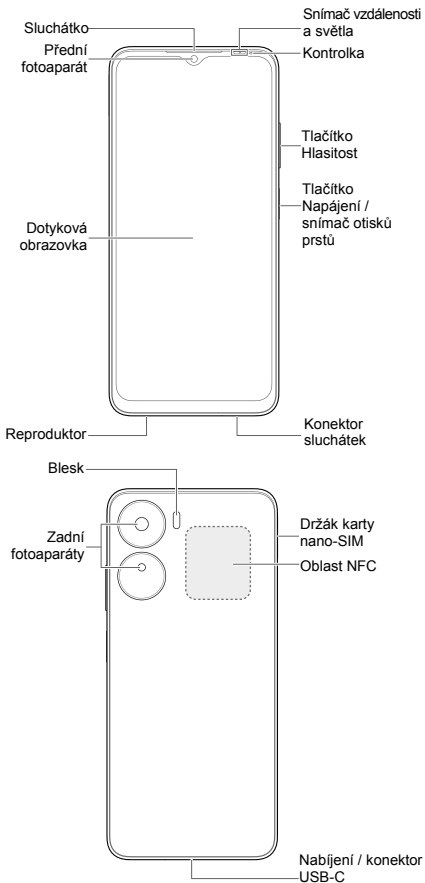 Sluchátko
Přední
fotoaparát
Snímač vzdálenosti
a světla
Kontrolka
Tlačítko
Hlasitost
Tlačítko
Napájení /
snímač otisků
prstů
Dotyková
obrazovka
Reproduktor
Konektor
sluchátek
Blesk
Zadní
fotoaparáty
Držák karty
nano-SIM
Oblast NFC
Nabíjení / konektor
USB-C